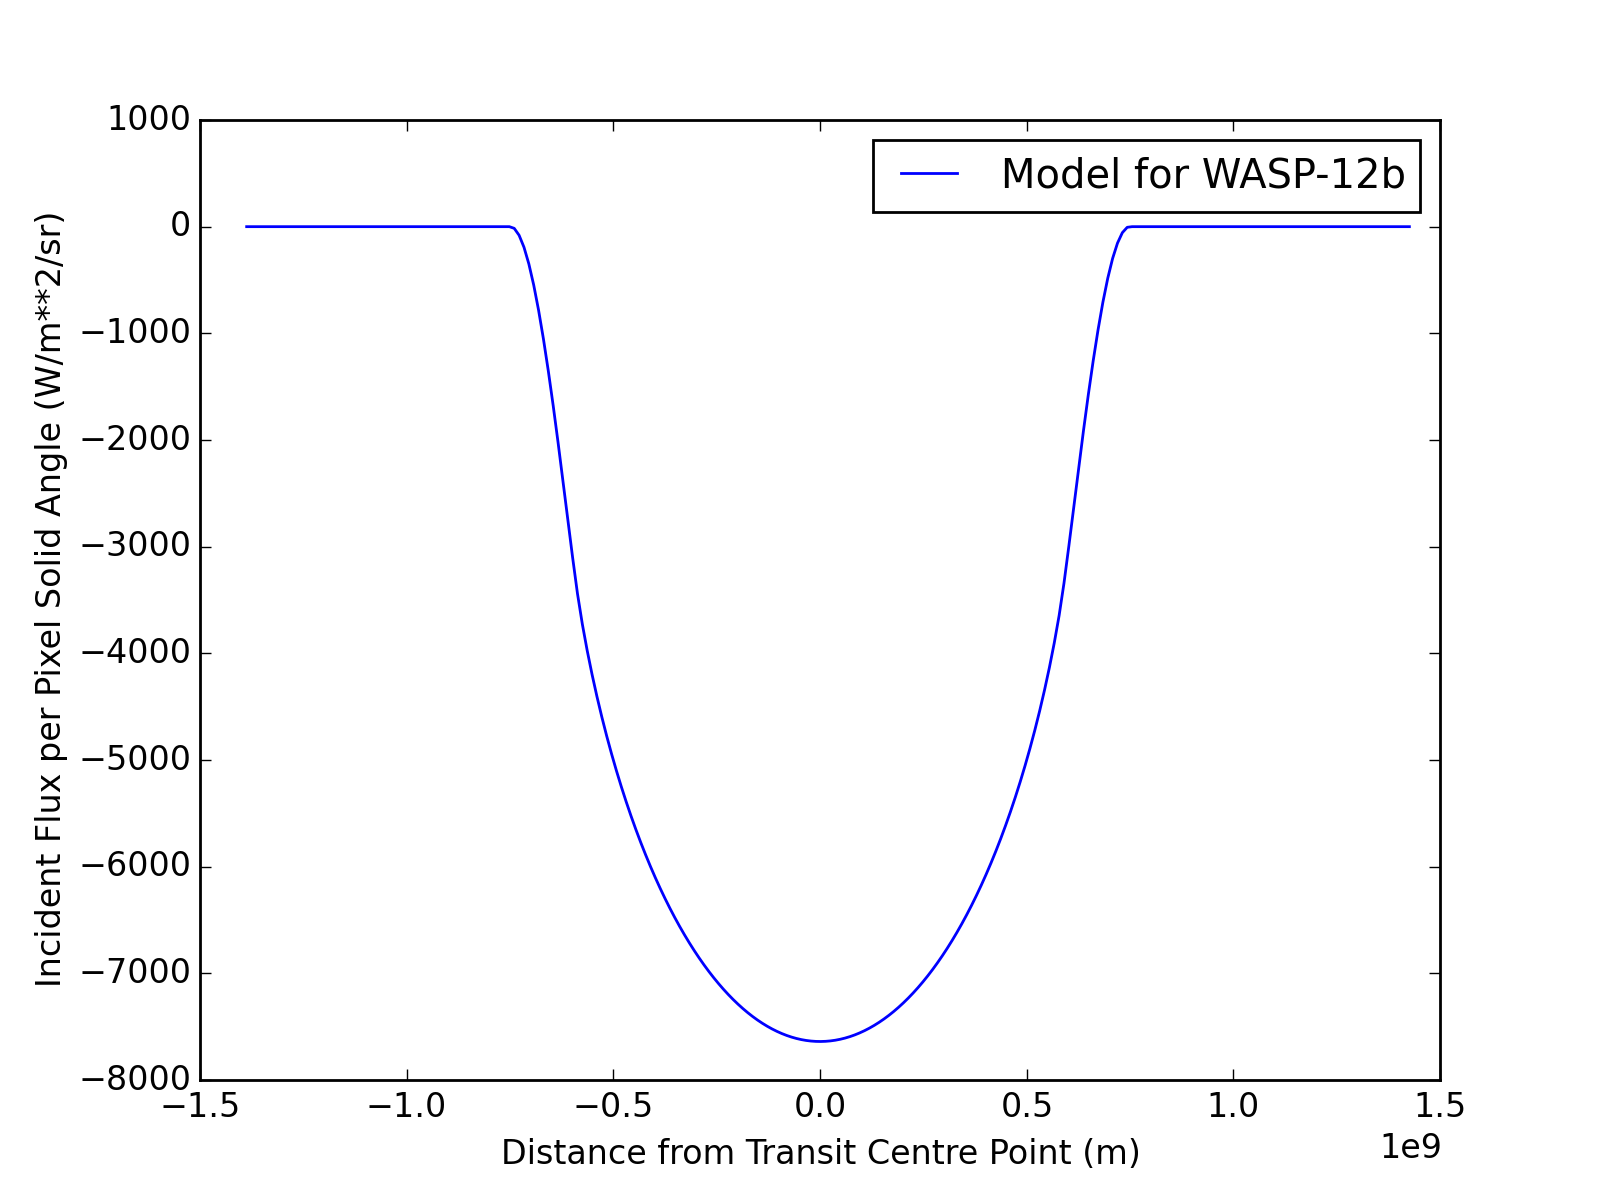 1000
0
−1000
−2000
−3000
−4000
−5000
−6000
−7000
−8000
Incident Flux per Pixel Solid Angle (W/m**2/sr)
Model for WASP-12b
−1.5 −1.0 −0.5 0.0 0.5 1.0 1.5
1e9
Distance from Transit Centre Point (m)